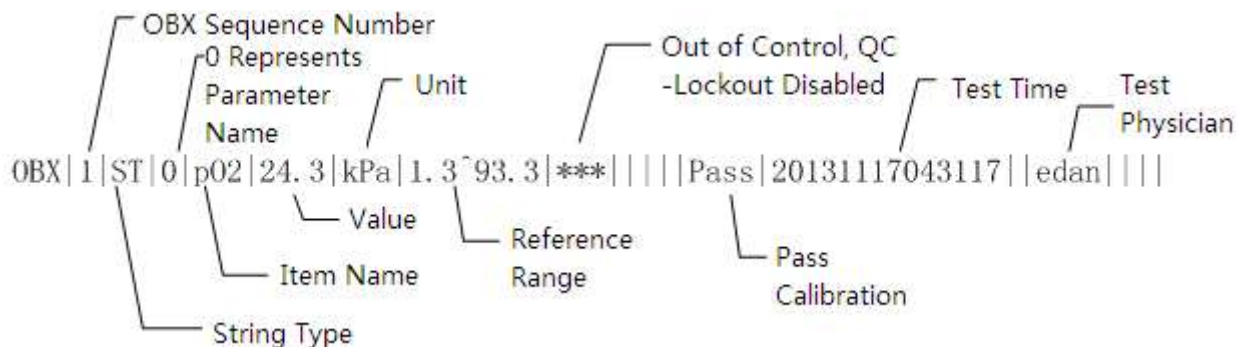 OBX Sequence Number
0 Represents
Parameter
Name
Unit
Out of Control, QC
-Lockout Disabled
Test Time
Test
Physician
OBX|1|ST|0|pO2|24.3|kPa|1.3^93.3|***|||||Pass|20131117043117||edan||||
Value
Item Name
String Type
Reference
Range
Pass
Calibration